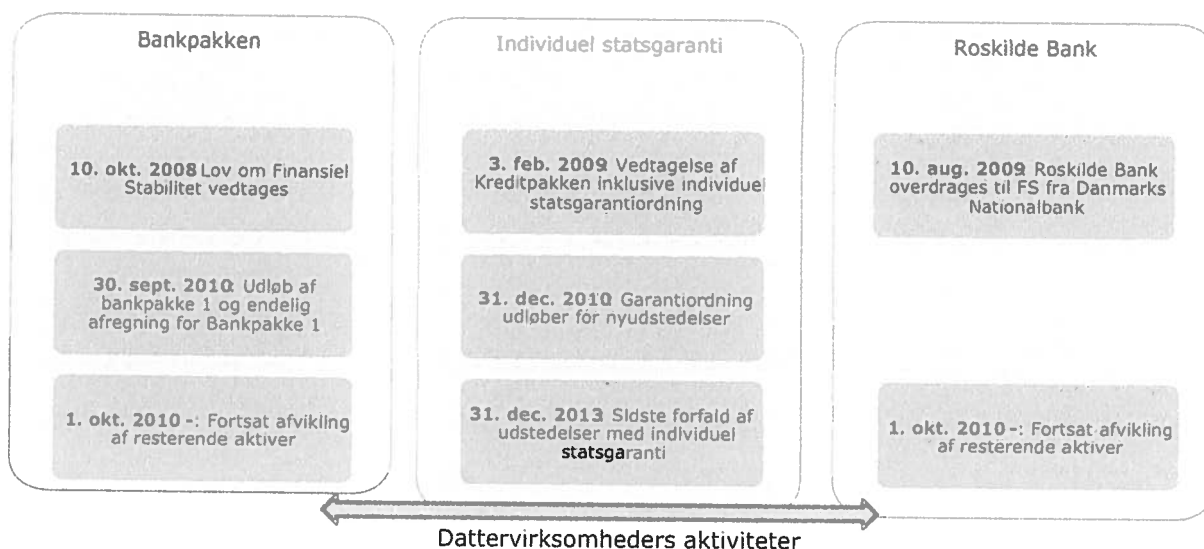 Bankpakken
10. okt. 2008 Lov om Finansiel
Stabilitet vedtages
30. sept. 2010: Udløb af
bankpakke 1 og endelig
afregning for Bankpakke 1
1. okt. 2010 -: Fortsat afvikling
af resterende aktiver
Individuel statsgaranti
3. feb. 2009: Vedtagelse af
Kreditpakken inklusive individuel
statsgarantiordning
31. dec. 2010: Garantiordning
udløber for nyudstedelser
31. dec. 2013: Sidste forfald af
udstedelser med individuel
statsgaranti
Roskilde Bank
10. aug. 2009: Roskilde Bank
overdrages til FS fra Danmarks
Nationalbank
1. okt. 2010 -: Fortsat afvikling
af resterende aktiver
Dattervirksomheders aktiviteter